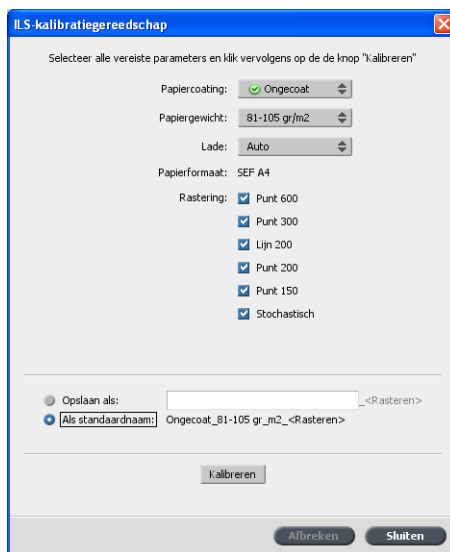 ILS-kalibratiegereedschap
Selecteer alle vereiste parameters en klik vervolgens op de de knop "Kalibreren"
Papiercoating: Ongecoat
Papiergewicht: 81-105 gr/m2
Lade: Auto
Papierformaat: SEF A4
Rastering: Punt 600
Punt 300
Lijn 200
Punt 200
Punt 150
Stochastisch
Opslaan als: _<Rasteren>
Als standaardnaam: Ongecoat_81-105 gr_m2_<Rasteren>
Kalibreren
Afbreken Sluiten